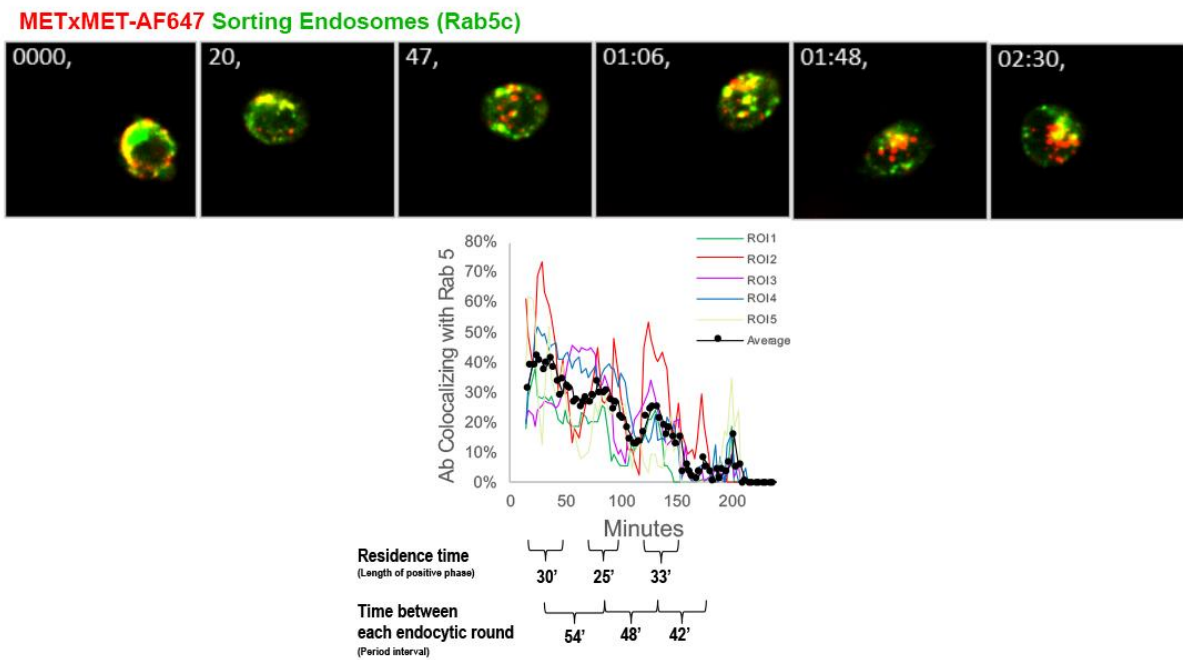 METxMET-AF647 Sorting Endosomes (Rab5c)
0000,
20,
47,
01:06,
01:48,
02:30,
80%
70%
60%
50%
40%
30%
20%
10%
0%
Ab Colocalizing with Rab 5
ROI1
ROI2
ROI3
ROI4
ROI5
Average
0 50 100 150 200
Minutes
Residence time
(Length of positive phase)
30’ 25’ 33’
Time between
each endocytic round
(Period interval)
54’ 48’ 42’